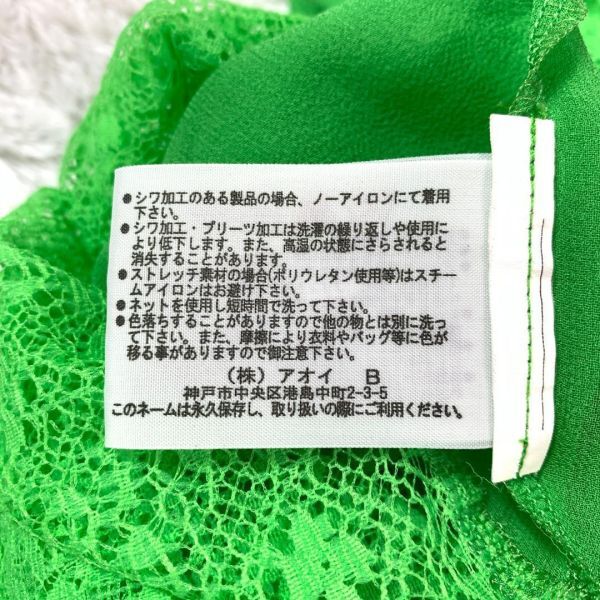 ●シワ加工のある製品の場合、ノーアイロンにて着用
下さい。
●シワ加工・プリーツ加工は洗濯の繰り返しや使用に
より低下します。また、高温の状態にさらされると
消失することがあります。
●ストレッチ素材の場合(ポリウレタン使用等)はスチー
ムアイロンはお避け下さい。
●ネットを使用し短時間で洗って下さい。
●色落ちすることがありますので他の物とは別に洗っ
て下さい。また、摩擦により衣料やバッグ等に色が
移る事がありますので御注意下さい。
(株) アオイ B
神戸市中央区港島中町2-3-5
このネームは永久保存し、取り扱いの際にご利用ください。